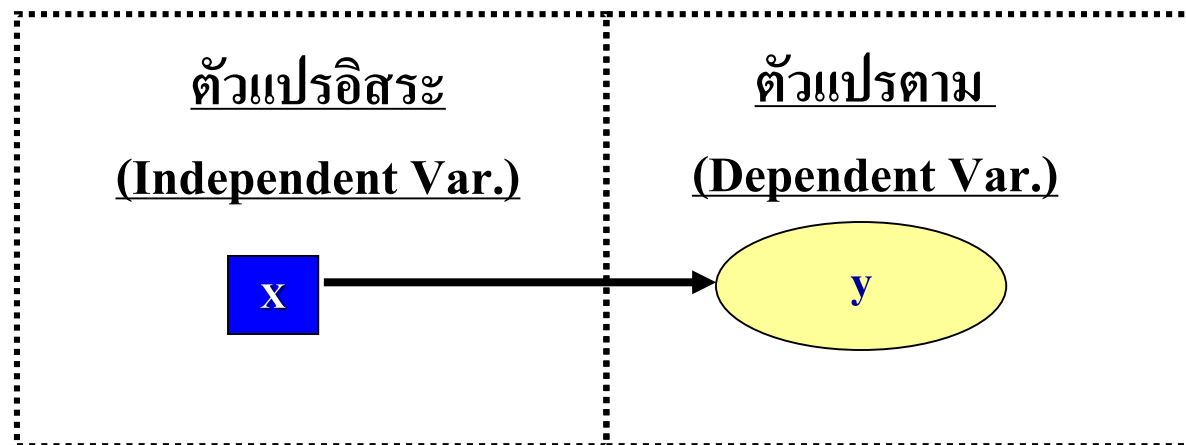 ตัวแปรอิสระ
(Independent Var.)
x
ตัวแปรตาม
(Dependent Var.)
y